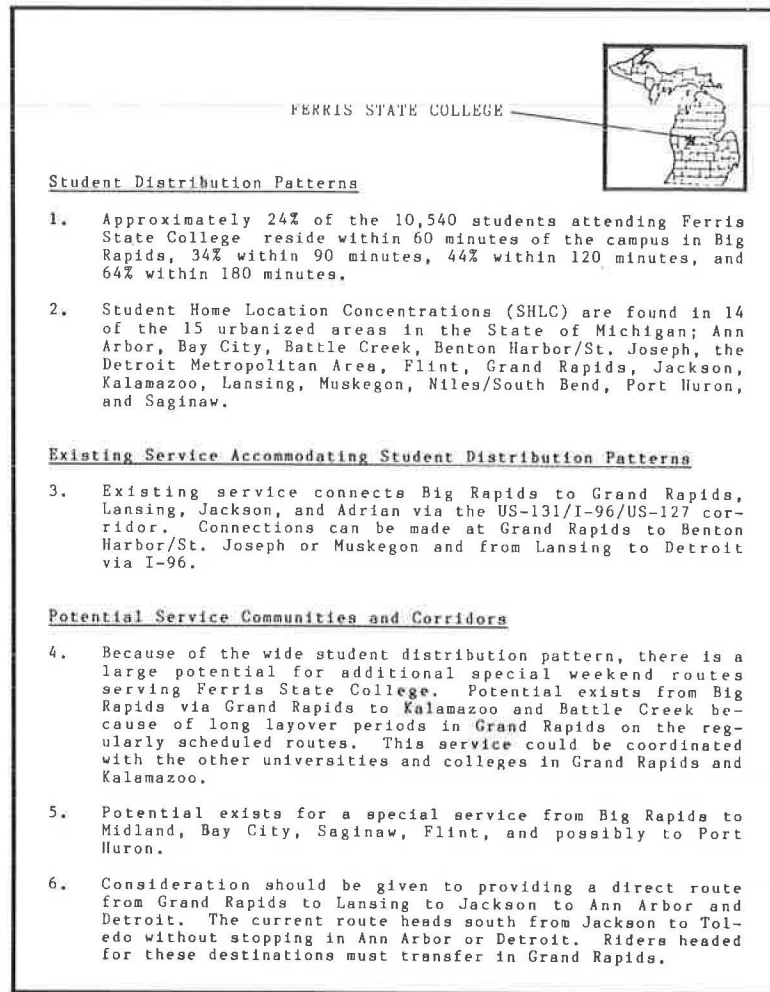 FERRIS STATE COLLEGE
Student Distribution Patterns
1. Approximately 24% of the 10,540 students attending Ferris
State College reside within 60 minutes of the campus in Big
Rapids, 34% within 90 minutes, 44% within 120 minutes, and
64% within 180 minutes.
2. Student Home Location Concentrations (SHLC) are found in 14
of the 15 urbanized areas in the State of Michigan; Ann
Arbor, Bay City, Battle Creek, Benton Harbor/St. Joseph, the
Detroit Metropolitan Area, Flint, Grand Rapids, Jackson,
Kalamazoo, Lansing, Muskegon, Niles/South Bend, Port Huron,
and Saginaw.
Existing Service Accommodating Student Distribution Patterns
3. Existing service connects Big Rapids to Grand Rapids,
Lansing, Jackson, and Adrian via the US-131/I-96/US-127 cor-
ridor. Connections can be made at Grand Rapids to Benton
Harbor/St. Joseph or Muskegon and from Lansing to Detroit
via I-96.
Potential Service Communities and Corridors
4. Because of the wide student distribution pattern, there is a
large potential for additional special weekend routes
serving Ferris State College. Potential exists from Big
Rapids via Grand Rapids to Kalamazoo and Battle Creek be-
cause of long layover periods in Grand Rapids on the reg-
ularly scheduled routes. This service could be coordinated
with the other universities and colleges in Grand Rapids and
Kalamazoo.
5. Potential exists for a special service from Big Rapids to
Midland, Bay City, Saginaw, Flint, and possibly to Port
Huron.
6. Consideration should be given to providing a direct route
from Grand Rapids to Lansing to Jackson to Ann Arbor and
Detroit. The current route heads south from Jackson to Tol-
edo without stopping in Ann Arbor or Detroit. Riders headed
for these destinations must transfer in Grand Rapids.